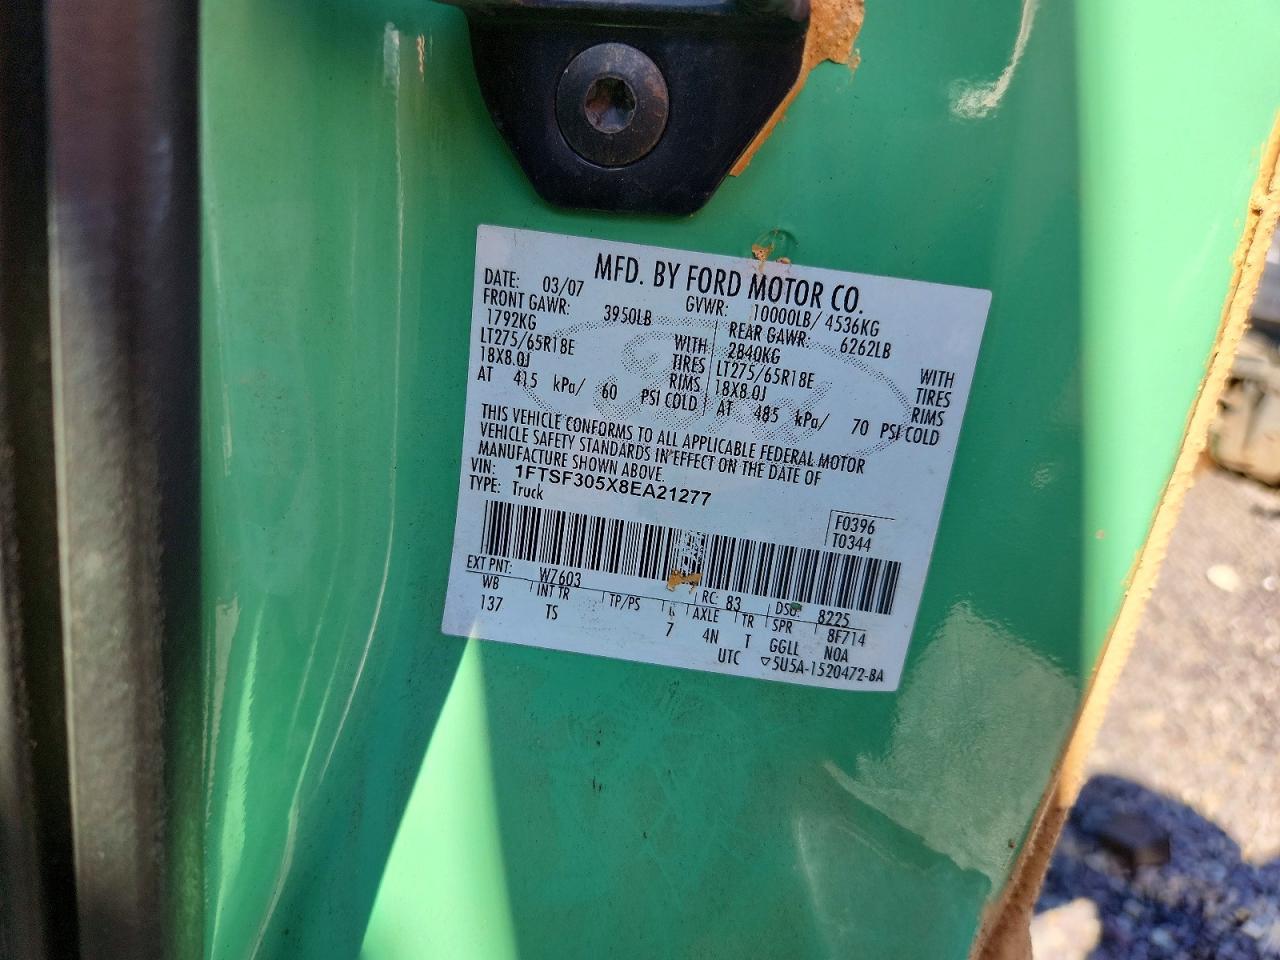 MFD. BY FORD MOTOR CO.
DATE: 03/07 GVWR: 10000LB/ 4536KG
FRONT GAWR: 3950LB REAR GAWR: 6262LB
1792KG WITH 2840KG WITH
LT275/65R18E TIRES LT275/65R18E TIRES
18X8.0J RIMS 18X8.0J RIMS
AT 415 kPa/ 60 PSI COLD AT 485 kPa/ 70 PSI COLD
THIS VEHICLE CONFORMS TO ALL APPLICABLE FEDERAL MOTOR
VEHICLE SAFETY STANDARDS IN EFFECT ON THE DATE OF
MANUFACTURE SHOWN ABOVE.
VIN: 1FTSF305X8EA21277
TYPE: Truck
F0396
T0344
EXT PNT: W7603 RC: 83 DSO: 8225
WB INT TR TP/PS AXLE TR SPR 8F714
137 TS 7 4N T GGLL N0A
UTC ▽5U5A-1520472-BA